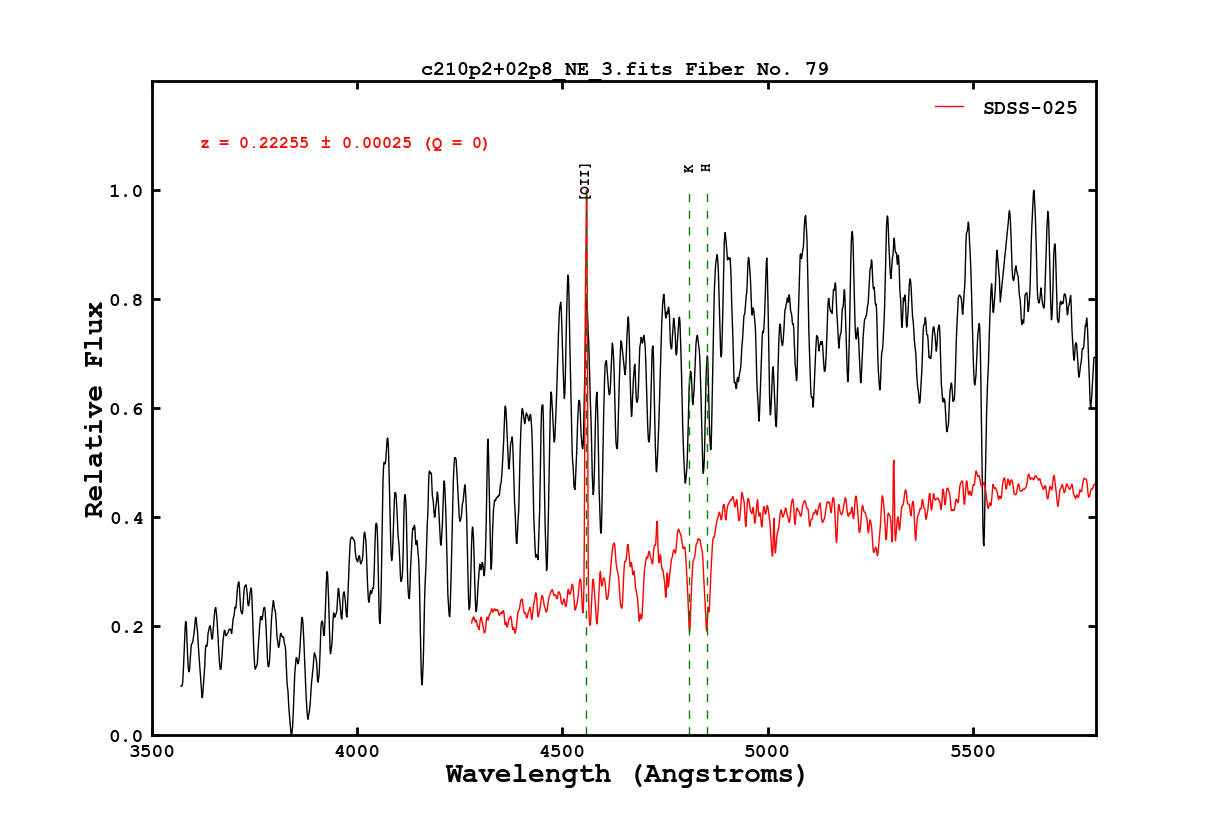 c210p2+02p8_NE_3.fits Fiber No. 79
SDSS-025
z = 0.22255 ± 0.00025 (Q = 0)
[OII]
K
H
1.0
0.8
0.6
0.4
0.2
0.0
Relative Flux
3500
4000
4500
5000
5500
Wavelength (Angstroms)